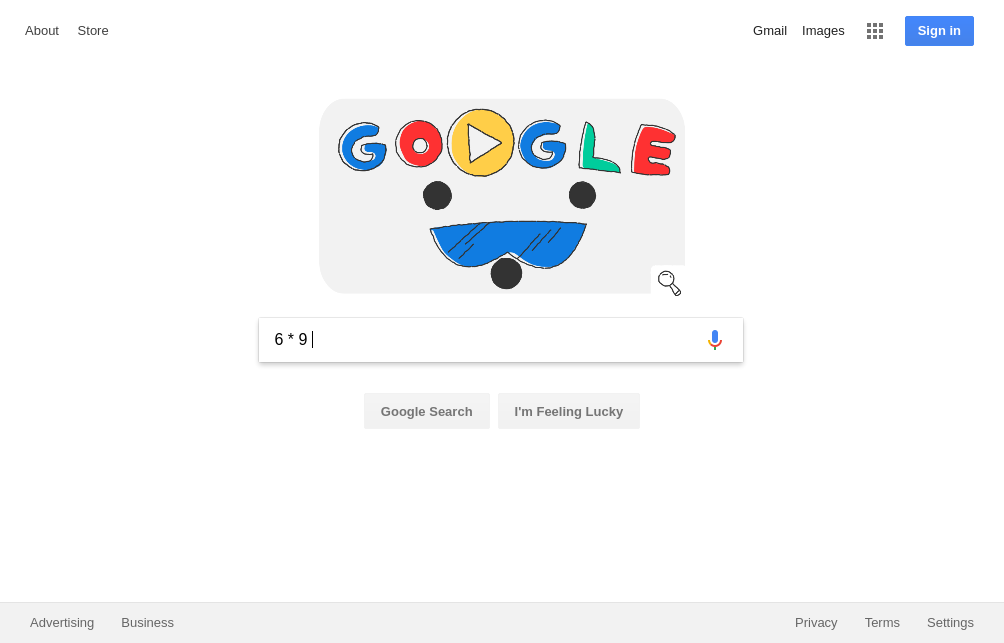 About Store Gmail Images Sign in
GOOGLE
6 * 9
Google Search I'm Feeling Lucky
Advertising Business Privacy Terms Settings